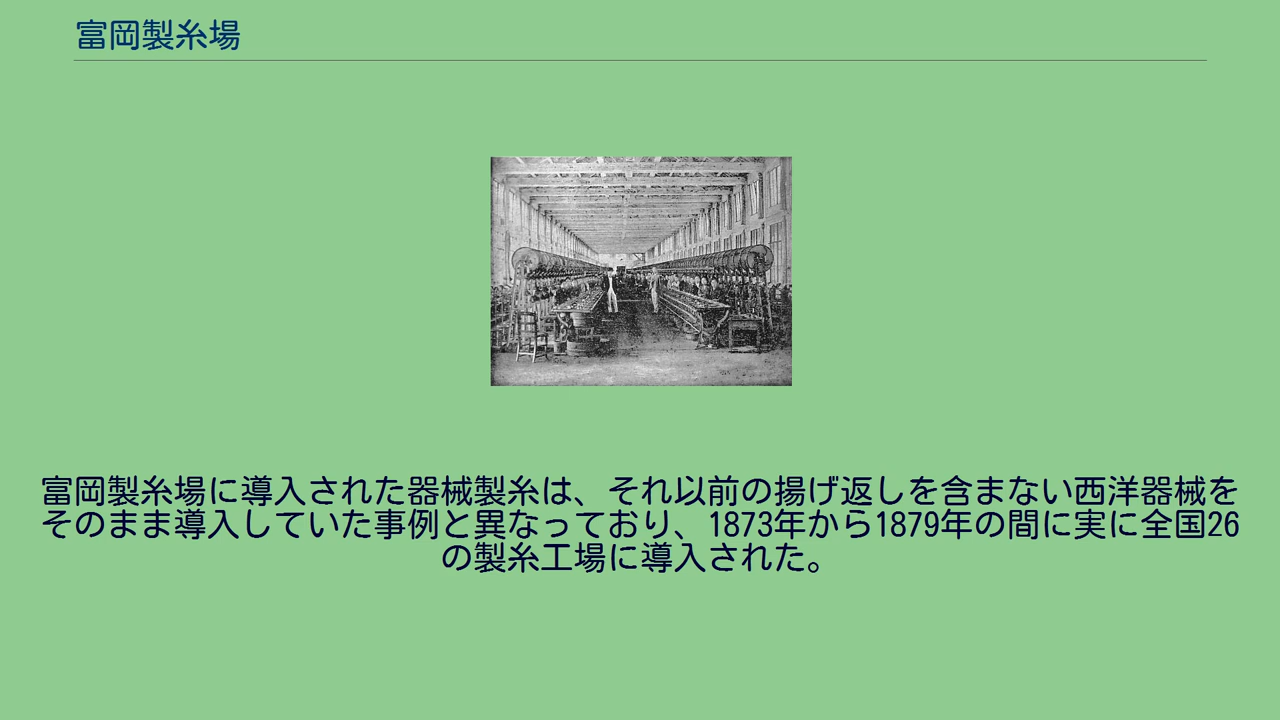 富岡製糸場
富岡製糸場に導入された器械製糸は、それ以前の揚げ返しを含まない西洋器械を
そのまま導入していた事例と異なっており、1873年から1879年の間に実に全国26
の製糸工場に導入された。